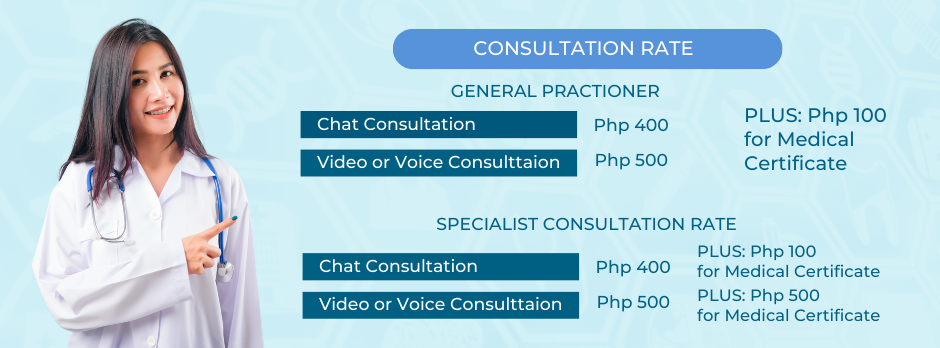 CONSULTATION RATE
GENERAL PRACTIONER
Chat Consultation Php 400
Video or Voice Consulttaion Php 500
PLUS: Php 100
for Medical
Certificate
SPECIALIST CONSULTATION RATE
Chat Consultation Php 400
PLUS: Php 100
for Medical Certificate
Video or Voice Consulttaion Php 500
PLUS: Php 500
for Medical Certificate